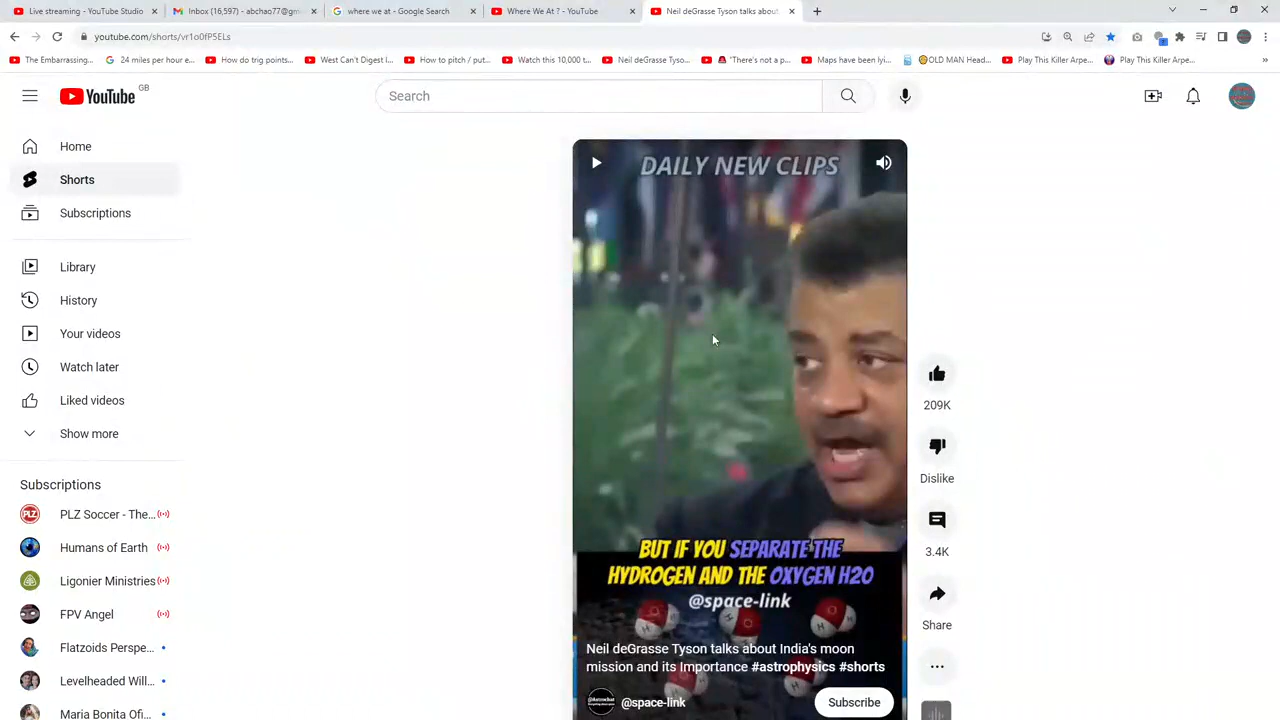 Live streaming - YouTube Studio
Inbox (16,597) - abchao77@gm
where we at - Google Search
Where We At ? - YouTube
Neil deGrasse Tyson talks about
youtube.com/shorts/vr1o0fP5ELs
The Embarrassing...
24 miles per hour e...
How do trig points...
West Cant't Digest I...
How to pitch / put...
Watch this 10,000 t...
Neil deGrasse Tyso...
"There's not a p...
Maps have been lyi...
OLD MAN Head...
Play This Killer Arpe...
Play This Killer Arpe...
YouTube GB
Search
Home
Shorts
Subscriptions
Library
History
Your videos
Watch later
Liked videos
Show more
Subscriptions
PLZ Soccer - The...
Humans of Earth
Ligonier Ministries
FPV Angel
Flatzoids Perspe...
Levelheaded Will...
Maria Bonita Ofi...
DAILY NEW CLIPS
BUT IF YOU SEPARATE THE
HYDROGEN AND THE OXYGEN H2O
@space-link
Neil deGrasse Tyson talks about India's moon
mission and its Importance #astrophysics #shorts
@space-link
Subscribe
209K
Dislike
3.4K
Share